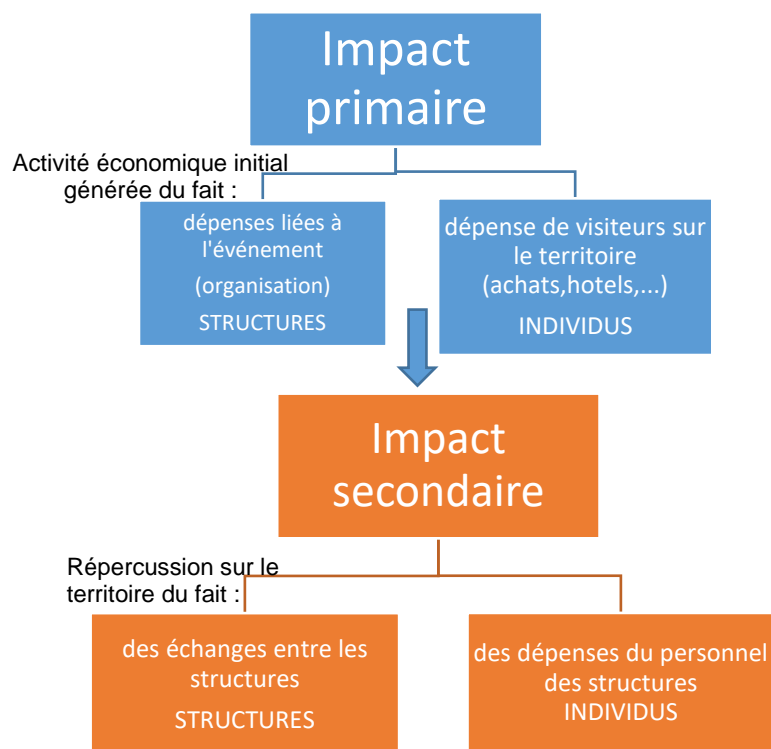 Impact
primaire
Activité économique initial
générée du fait :
dépenses liées à
l'événement
(organisation)
STRUCTURES
dépense de visiteurs sur
le territoire
(achats,hotels,...)
INDIVIDUS
Impact
secondaire
Répercussion sur le
territoire du fait :
des échanges entre les
structures
STRUCTURES
des dépenses du personnel
des structures
INDIVIDUS